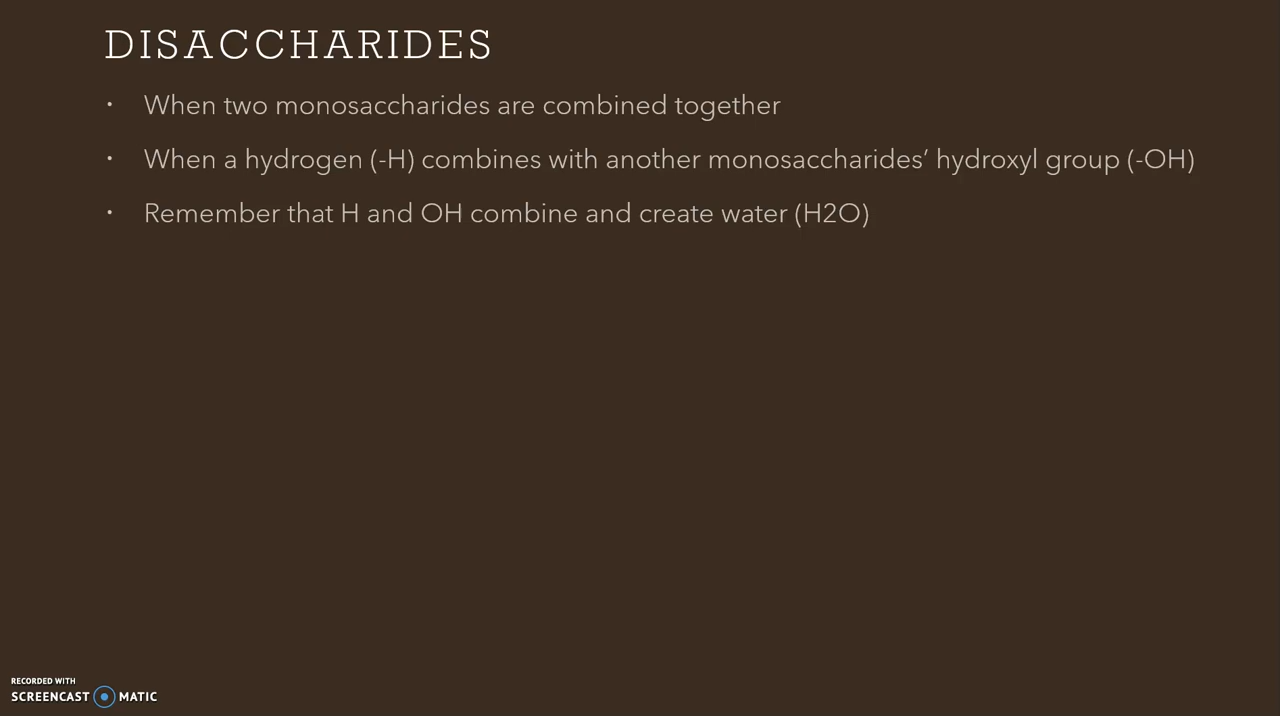 DISACCHARIDES
• When two monosaccharides are combined together
• When a hydrogen (-H) combines with another monosaccharides’ hydroxyl group (-OH)
• Remember that H and OH combine and create water (H2O)
RECORDED WITH
SCREENCAST MATIC